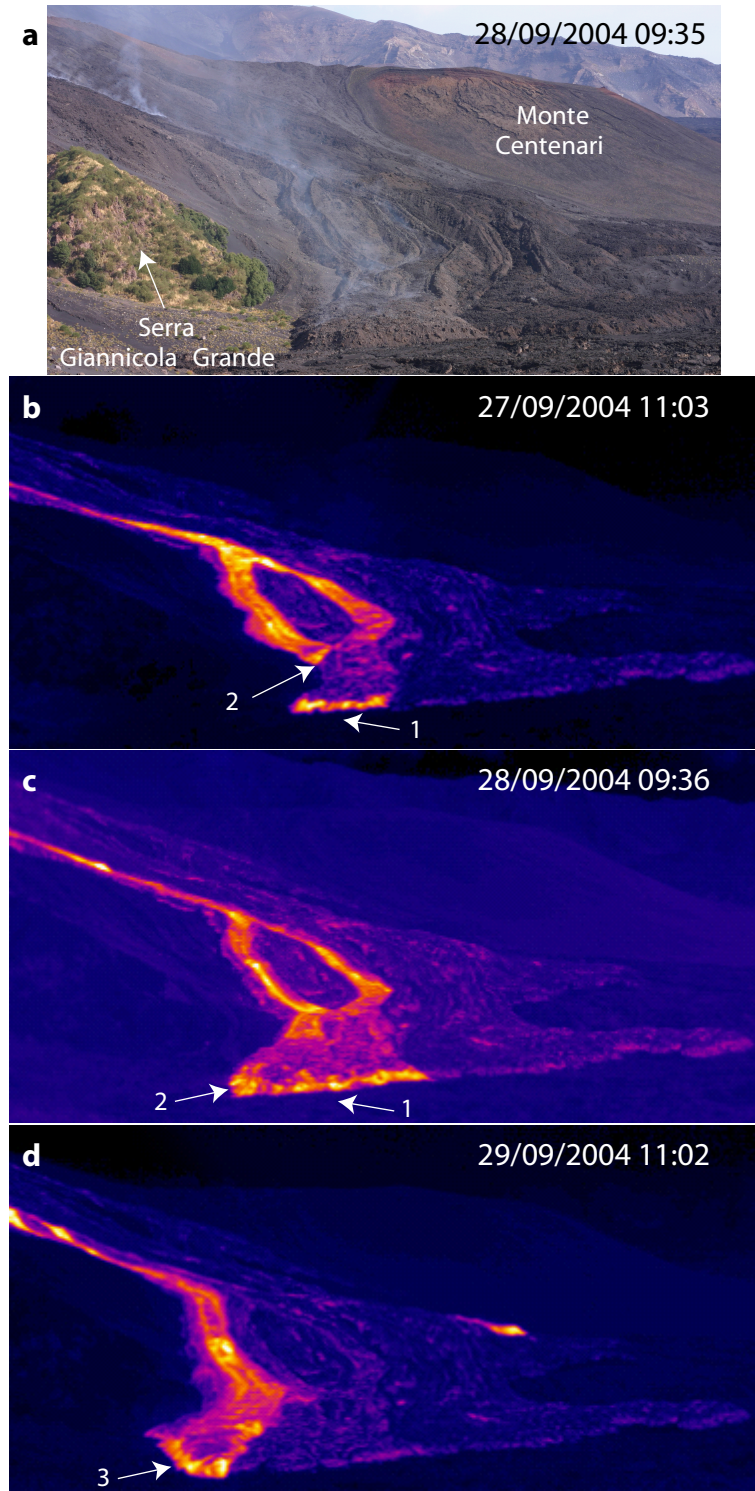 a
28/09/2004 09:35
Monte
Centenari
Serra
Giannicola Grande
b
27/09/2004 11:03
2
1
c
28/09/2004 09:36
2
1
d
29/09/2004 11:02
3